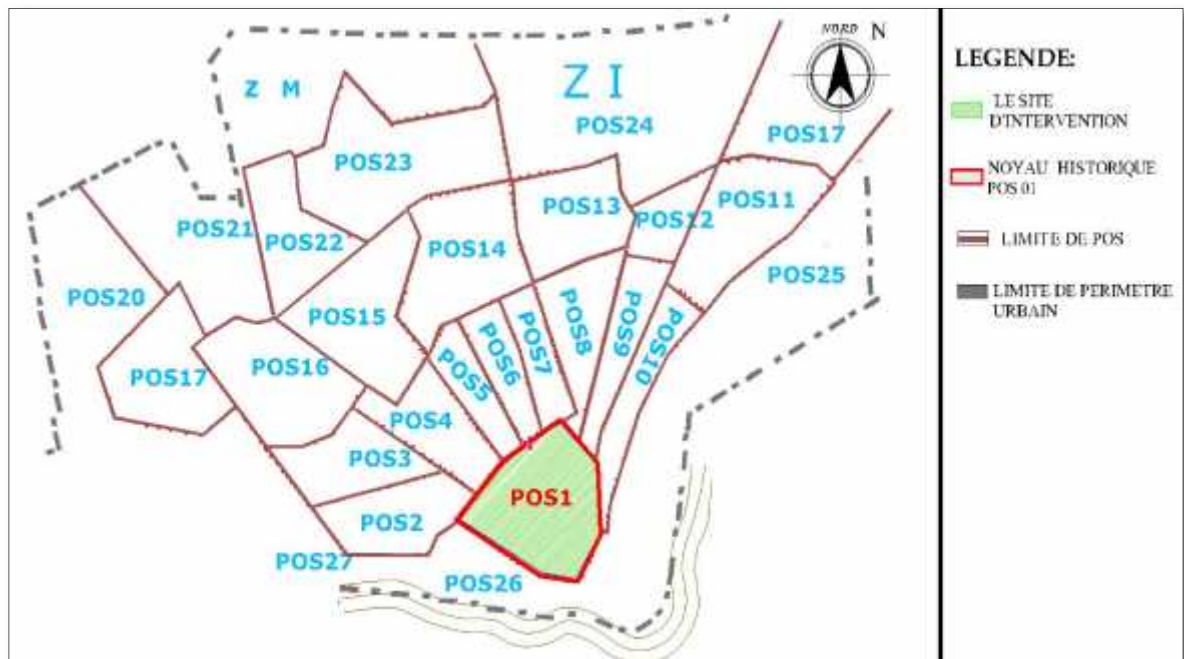 NORD N
Z M
Z I
POS24
POS17
POS23
POS13
POS12
POS11
POS21
POS22
POS14
POS25
POS20
POS15
POS8
POS9
POS10
POS7
POS6
POS5
POS17
POS16
POS4
POS3
POS1
POS2
POS27
POS26
LEGENDE:
LE SITE
D'INTERVENTION
NOYAU HISTORIQUE
POS 01
LIMITE DE POS
LIMITE DE PERIMETRE
URBAIN